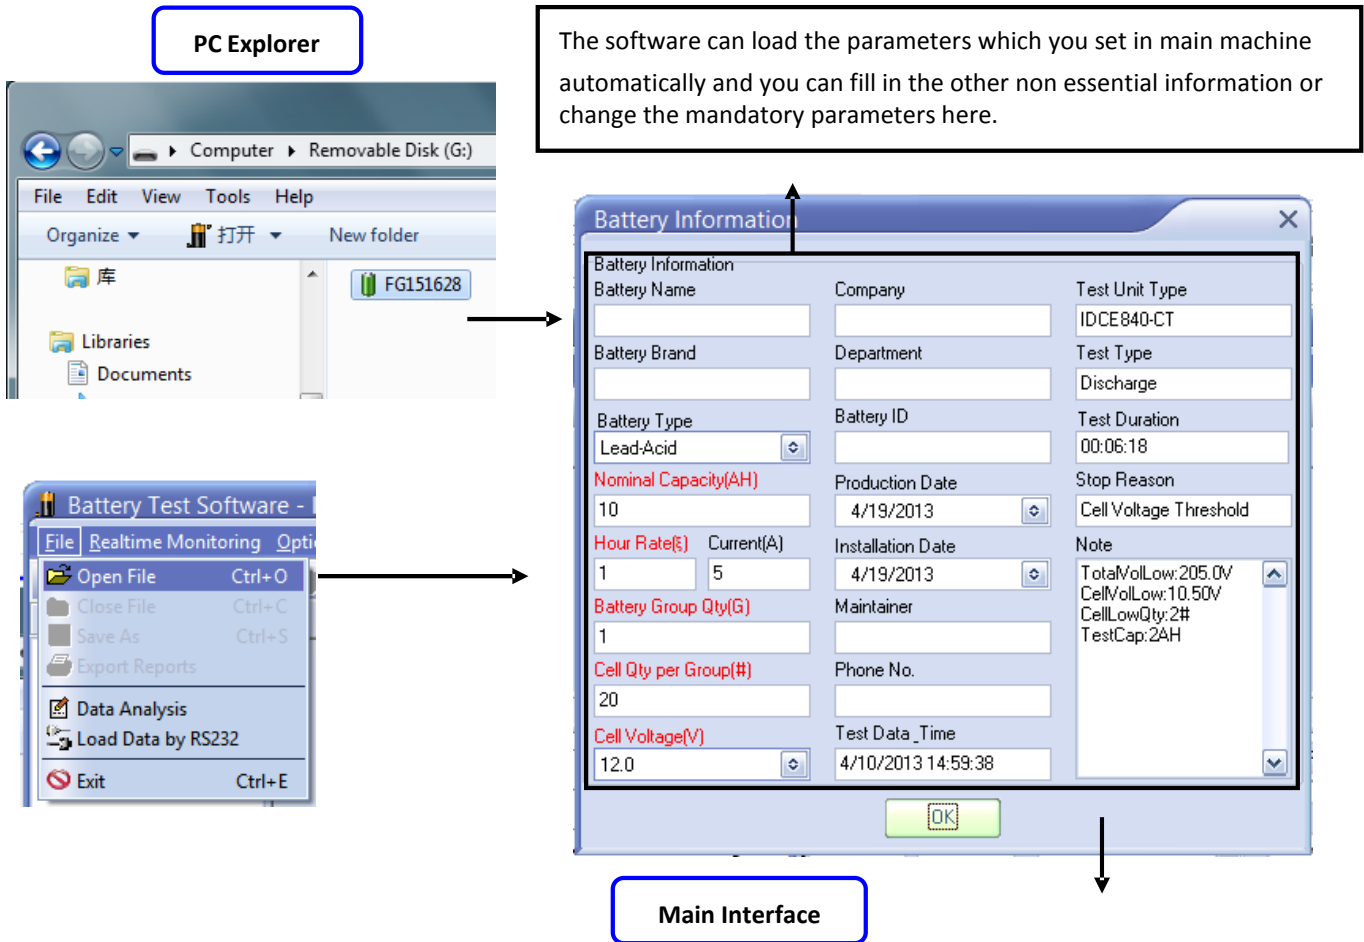 PC Explorer
The software can load the parameters which you set in main machine
automatically and you can fill in the other non essential information or
change the mandatory parameters here.
Computer Removable Disk (G:)
File Edit View Tools Help
Organize 打开 New folder
库
FG151628
Libraries
Documents
Battery Test Software -
File Realtime Monitoring Opti
Open File Ctrl+O
Close File Ctrl+C
Save As Ctrl+S
Export Reports
Data Analysis
Load Data by RS232
Exit Ctrl+E
Battery Information
Battery Information
Battery Name Company Test Unit Type
IDCE840-CT
Battery Brand Department Test Type
Discharge
Battery Type Battery ID Test Duration
Lead-Acid 00:06:18
Nominal Capacity(AH) Production Date Stop Reason
10 4/19/2013 Cell Voltage Threshold
Hour Rate(ξ) Current(A) Installation Date Note
1 5 4/19/2013 TotalVolLow:205.0V
CellVolLow:10.50V
Battery Group Qty(G) Maintainer CellLowQty:2#
1 TestCap:2AH
Cell Qty per Group(#) Phone No.
20
Cell Voltage(V) Test Data_Time
12.0 4/10/2013 14:59:38
OK
Main Interface